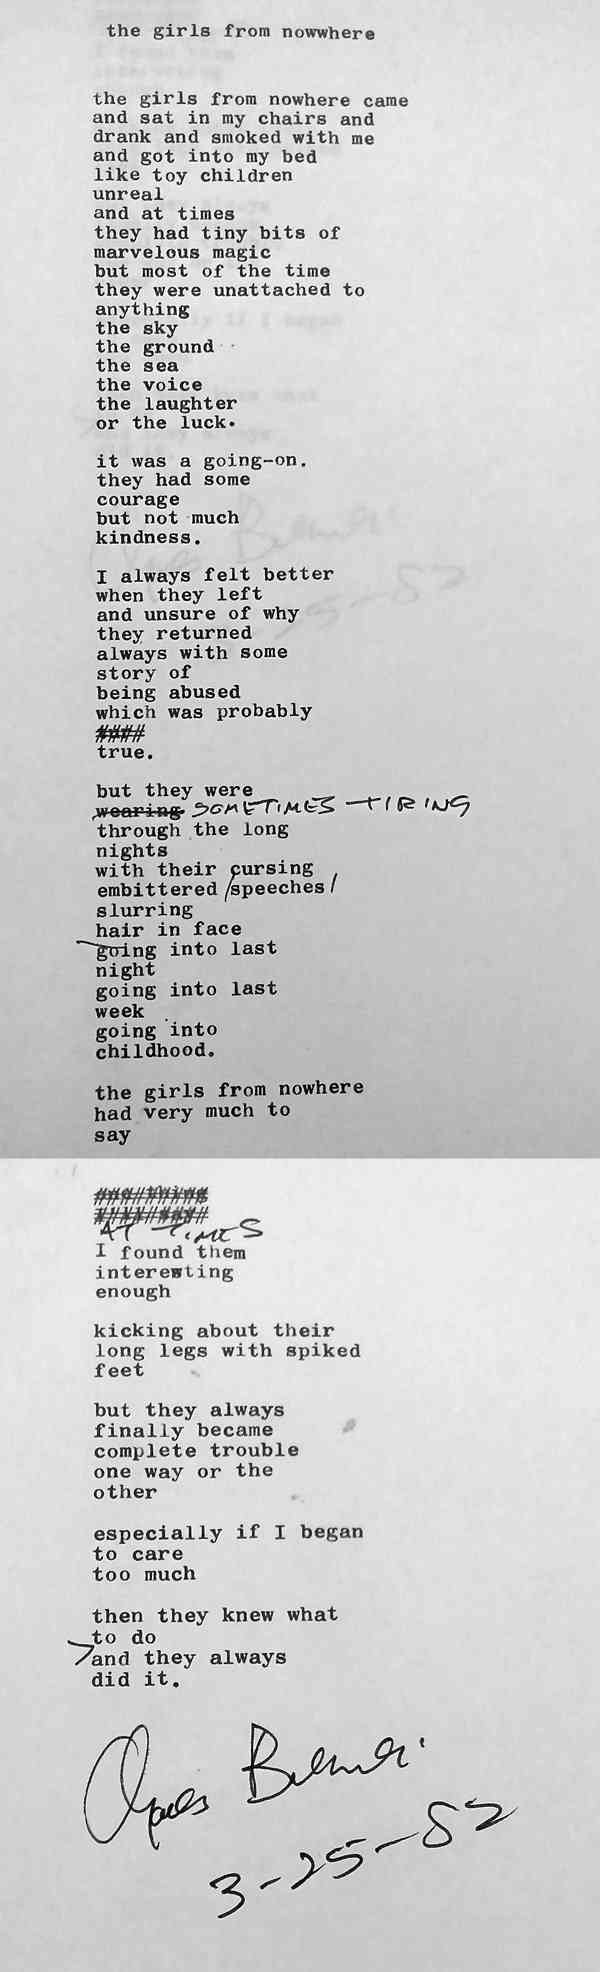 the girls from nowwhere
the girls from nowhere came
and sat in my chairs and
drank and smoked with me
and got into my bed
like toy children
unreal
and at times
they had tiny bits of
marvelous magic
but most of the time
they were unattached to
anything
the sky
the ground
the sea
the voice
the laughter
or the luck.
it was a going-on.
they had some
courage
but not much
kindness.
I always felt better
when they left
and unsure of why
they returned
always with some
story of
being abused
which was probably
####
true.
but they were
wearing SOMETIMES TIRING
through the long
nights
with their cursing
embittered /speeches/
slurring
hair in face
going into last
night
going into last
week
going into
childhood.
the girls from nowhere
had very much to
say
AT TIMES
I found them
interewting
enough
kicking about their
long legs with spiked
feet
but they always
finally became
complete trouble
one way or the
other
especially if I began
to care
too much
then they knew what
to do
and they always
did it.
3-25-82